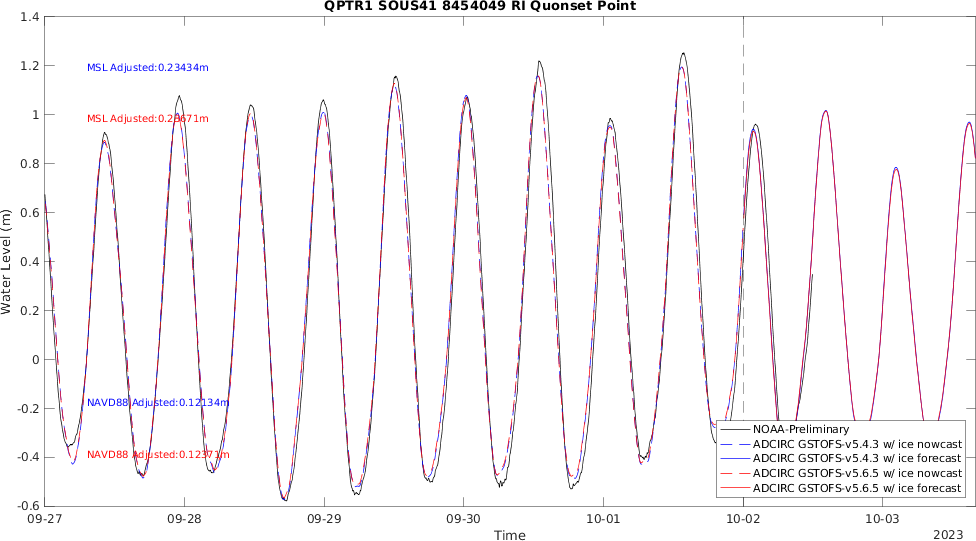 QPTR1 SOUS41 8454049 RI Quonset Point
1.4
1.2
1
0.8
0.6
0.4
0.2
0
-0.2
-0.4
-0.6
Water Level (m)
MSL Adjusted:0.23434m
MSL Adjusted:0.23671m
NAVD88 Adjusted:0.12134m
NAVD88 Adjusted:0.12371m
NOAA-Preliminary
ADCIRC GSTOFS-v5.4.3 w/ ice nowcast
ADCIRC GSTOFS-v5.4.3 w/ ice forecast
ADCIRC GSTOFS-v5.6.5 w/ ice nowcast
ADCIRC GSTOFS-v5.6.5 w/ ice forecast
09-27 09-28 09-29 09-30 10-01 10-02 10-03
Time
2023